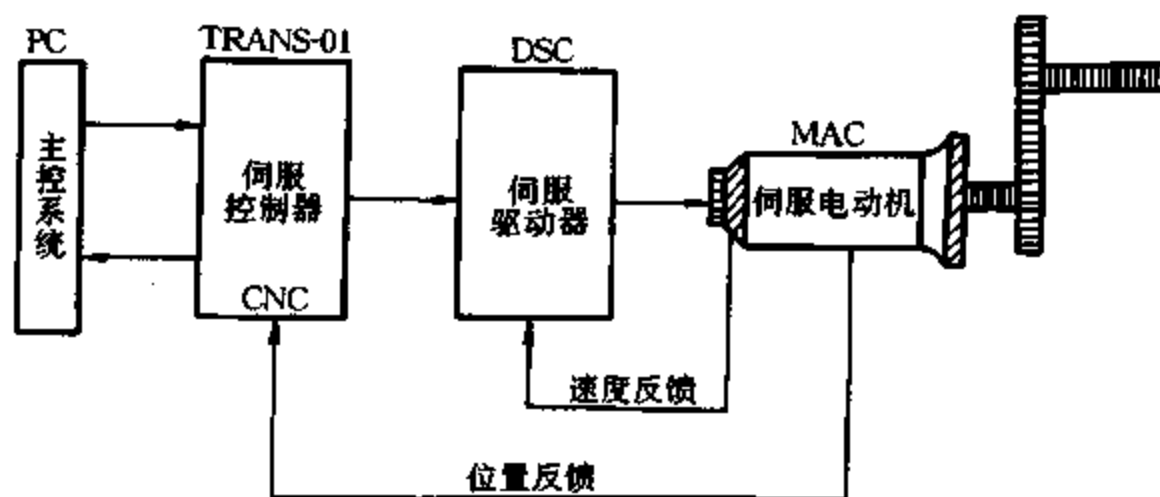 PC
主控系统
TRANS-01
伺服
控制器
CNC
DSC
伺服
驱动器
MAC
伺服电动机
速度反馈
位置反馈